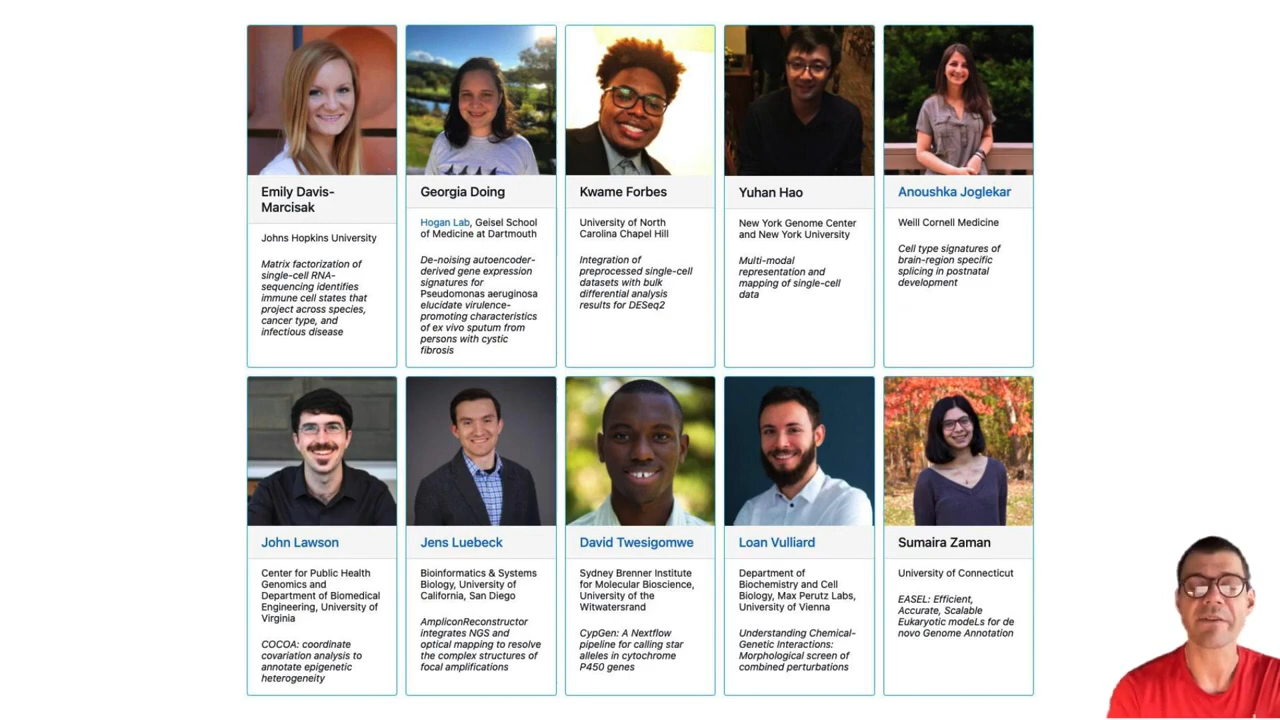 Emily Davis-
Marcisak
Johns Hopkins University
Matrix factorization of
single-cell RNA-
sequencing identifies
immune cell states that
project across species,
cancer type, and
infectious disease
Georgia Doing
Hogan Lab, Geisel School
of Medicine at Dartmouth
De-noising autoencoder-
derived gene expression
signatures for
Pseudomonas aeruginosa
elucidate virulence-
promoting characteristics
of ex vivo sputum from
persons with cystic
fibrosis
Kwame Forbes
University of North
Carolina Chapel Hill
Integration of
preprocessed single-cell
datasets with bulk
differential analysis
results for DESeq2
Yuhan Hao
New York Genome Center
and New York University
Multi-modal
representation and
mapping of single-cell
data
Anoushka Joglekar
Weill Cornell Medicine
Cell type signatures of
brain-region specific
splicing in postnatal
development
John Lawson
Center for Public Health
Genomics and
Department of Biomedical
Engineering, University of
Virginia
COCOA: coordinate
covariation analysis to
annotate epigenetic
heterogeneity
Jens Luebeck
Bioinformatics & Systems
Biology, University of
California, San Diego
AmpliconReconstructor
integrates NGS and
optical mapping to resolve
the complex structures of
focal amplifications
David Twesigomwe
Sydney Brenner Institute
for Molecular Bioscience,
University of the
Witwatersrand
CypGen: A Nextflow
pipeline for calling star
alleles in cytochrome
P450 genes
Loan Vulliard
Department of
Biochemistry and Cell
Biology, Max Perutz Labs,
University of Vienna
Understanding Chemical-
Genetic Interactions:
Morphological screen of
combined perturbations
Sumaira Zaman
University of Connecticut
EASEL: Efficient,
Accurate, Scalable
Eukaryotic modeLs for de
novo Genome Annotation